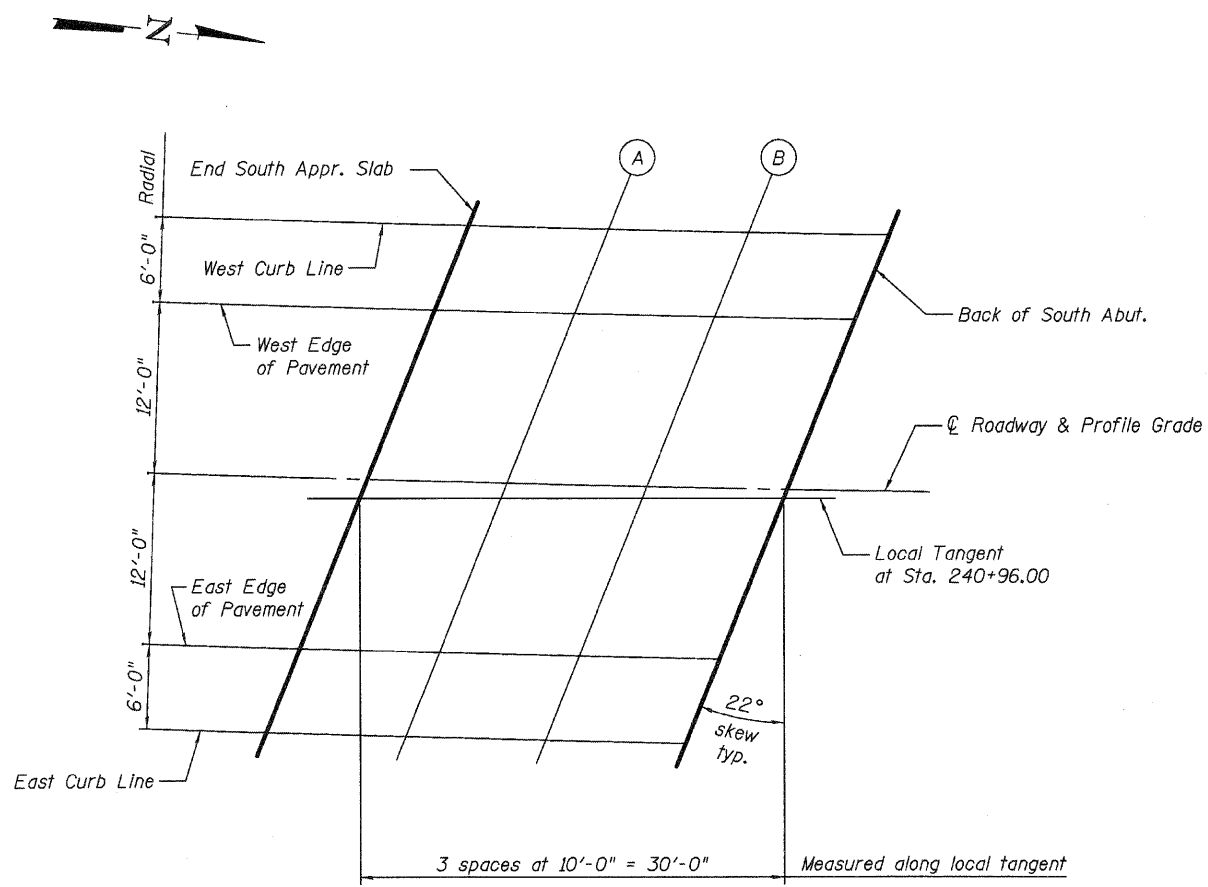 N
A
B
Radial
End South Appr. Slab
6'-0"
West Curb Line
Back of South Abut.
West Edge
of Pavement
12'-0"
℄ Roadway & Profile Grade
Local Tangent
at Sta. 240+96.00
12'-0"
East Edge
of Pavement
6'-0"
22°
skew
typ.
East Curb Line
3 spaces at 10'-0" = 30'-0"
Measured along local tangent